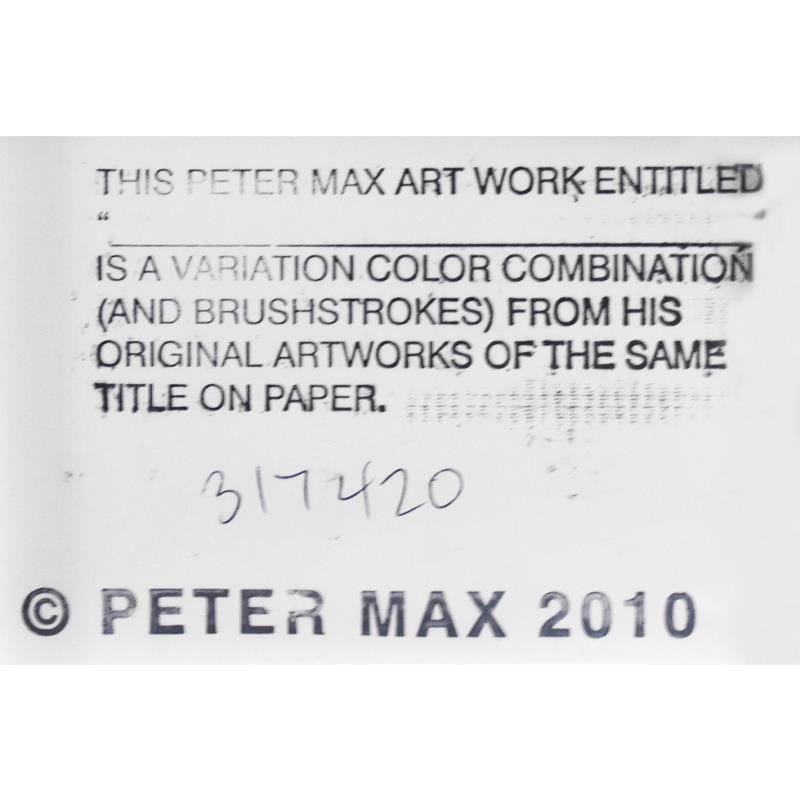 THIS PETER MAX ART WORK ENTITLED
“
IS A VARIATION COLOR COMBINATION
(AND BRUSHSTROKES) FROM HIS
ORIGINAL ARTWORKS OF THE SAME
TITLE ON PAPER.
317420
© PETER MAX 2010